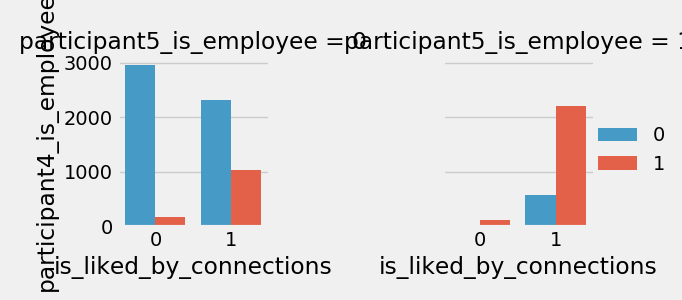 participant5_is_employee = 0
participant5_is_employee = 1
participant4_is_employee
3000
2000
1000
0
0 1
0 1
is_liked_by_connections
is_liked_by_connections
0
1